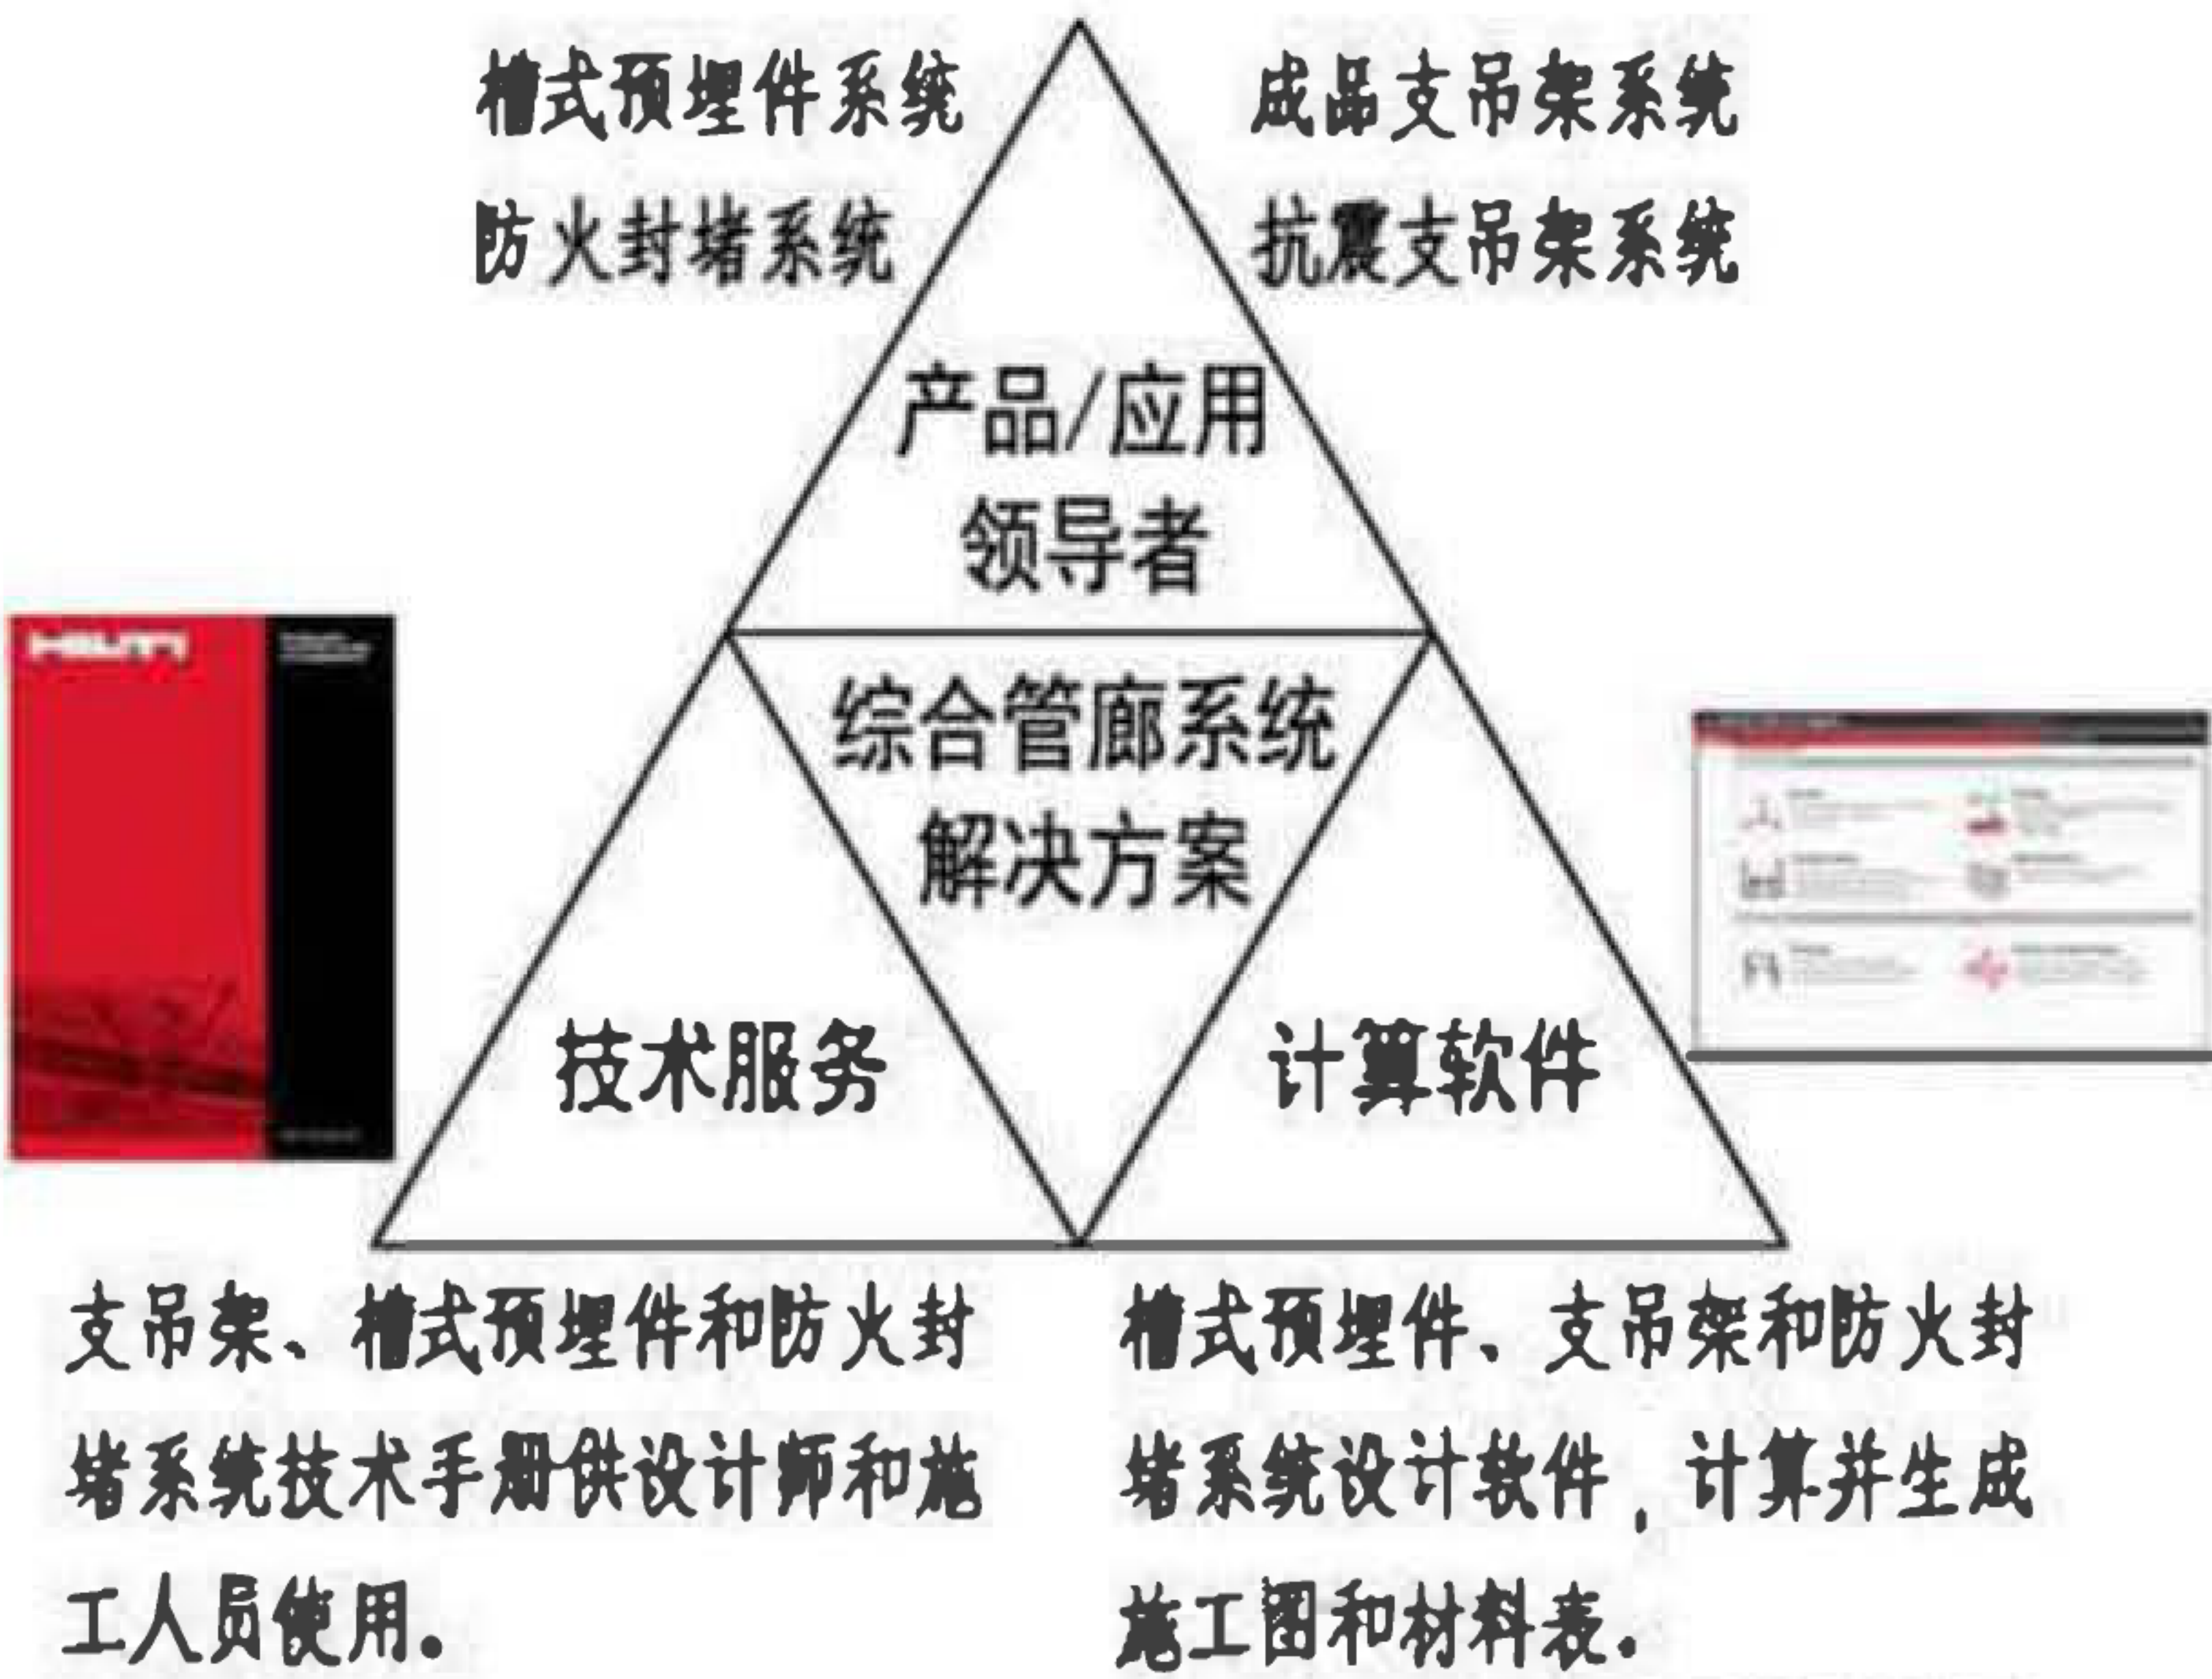 槽式预埋件系统
防火封堵系统
成品支吊架系统
抗震支吊架系统
产品/应用
领导者
HILTI
综合管廊系统
解决方案
技术服务
计算软件
支吊架、槽式预埋件和防火封
堵系统技术手册供设计师和施
工人员使用。
槽式预埋件、支吊架和防火封
堵系统设计软件,计算并生成
施工图和材料表。